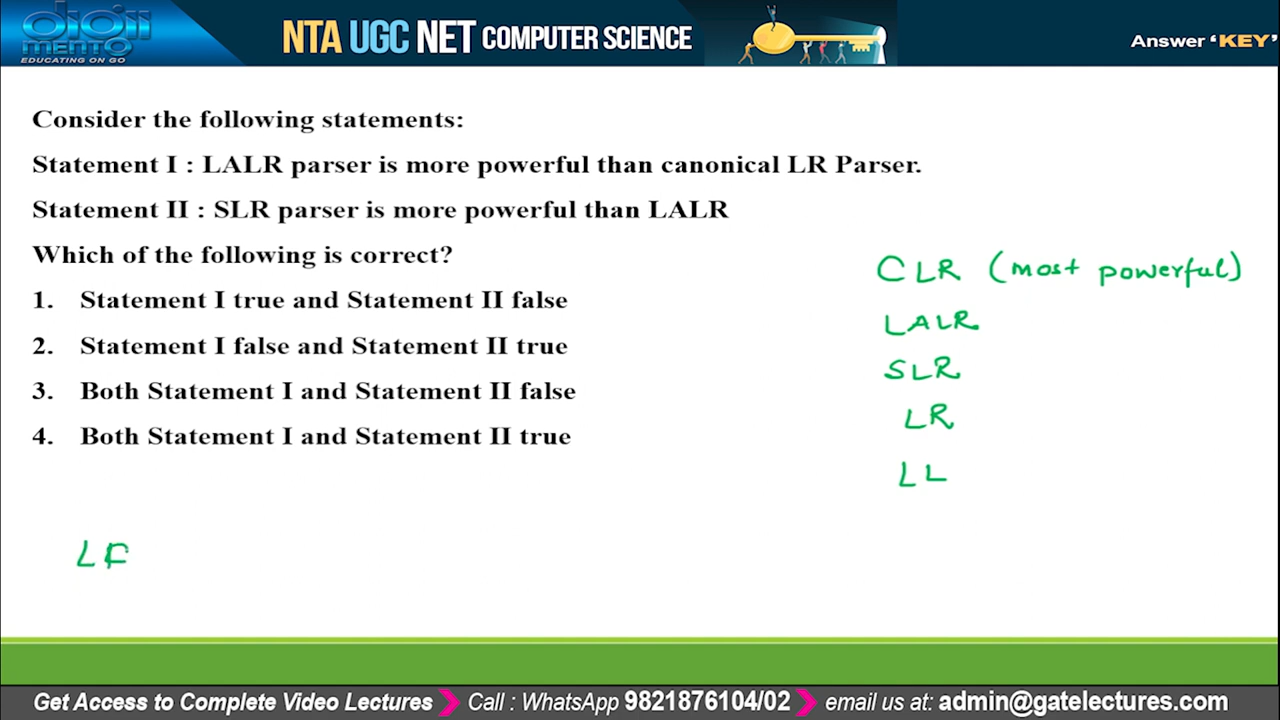 didii
MENTO
EDUCATING ON GO
NTA UGC NET COMPUTER SCIENCE
Answer ‘KEY’
Consider the following statements:
Statement I : LALR parser is more powerful than canonical LR Parser.
Statement II : SLR parser is more powerful than LALR
Which of the following is correct?
1. Statement I true and Statement II false
2. Statement I false and Statement II true
3. Both Statement I and Statement II false
4. Both Statement I and Statement II true
CLR (most powerful)
LALR
SLR
LR
LL
Get Access to Complete Video Lectures Call : WhatsApp 9821876104/02 email us at: admin@gatelectures.com